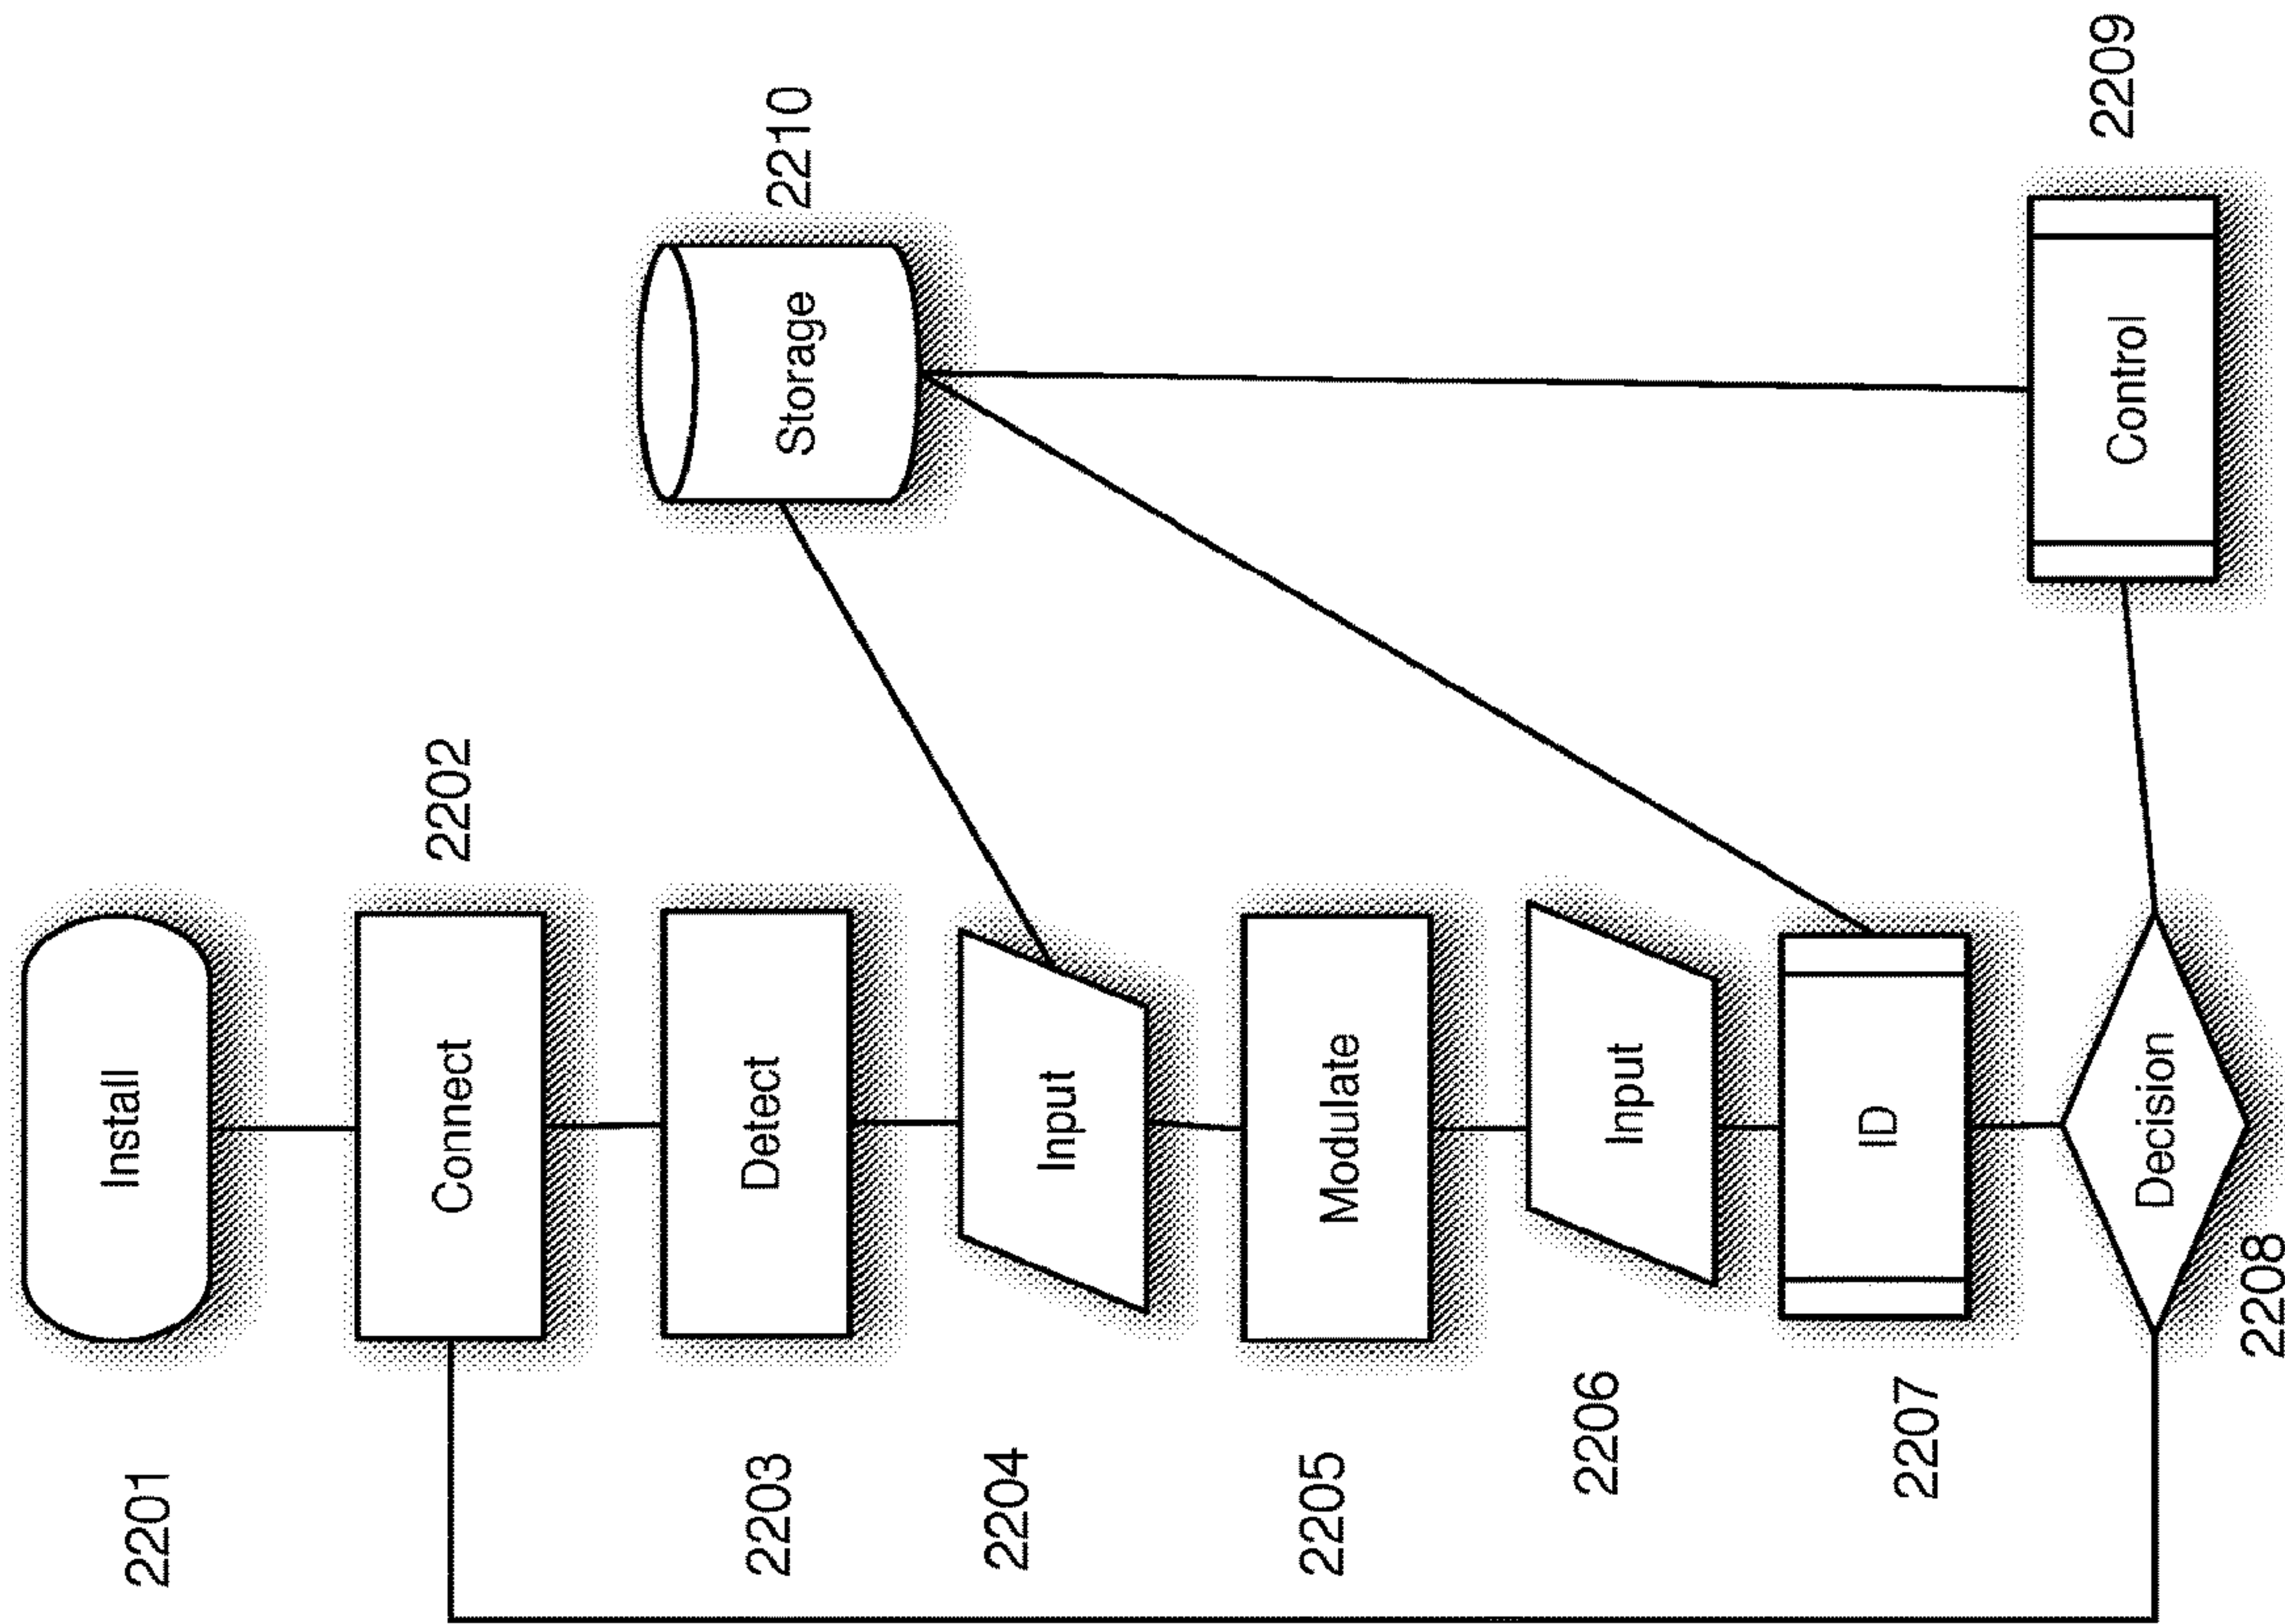 Install
2201
Connect
2202
Detect
2203
Input
2204
Modulate
2205
Input
2206
ID
2207
Decision
2208
Control
2209
Storage
2210